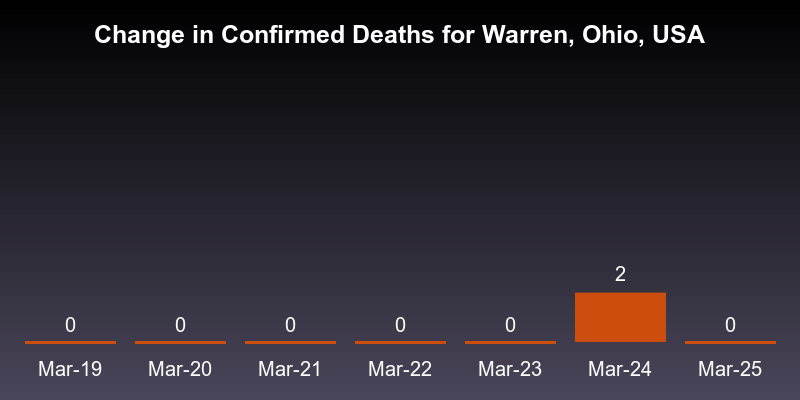 Change in Confirmed Deaths for Warren, Ohio, USA
2
0 0 0 0 0 0
Mar-19 Mar-20 Mar-21 Mar-22 Mar-23 Mar-24 Mar-25